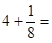 4 + 1/8 =